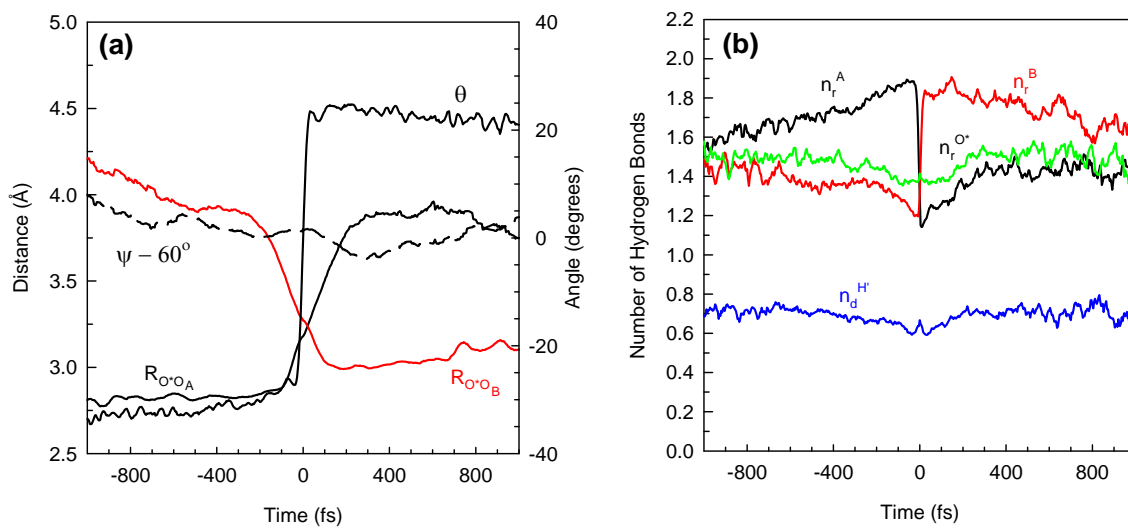 (a)
5.0
4.5
4.0
3.5
3.0
2.5
Distance (Å)
40
20
0
-20
-40
Angle (degrees)
θ
ψ − 60°
R_{O*O_A}
R_{O*O_B}
-800 -400 0 400 800
Time (fs)
(b)
2.2
2.0
1.8
1.6
1.4
1.2
1.0
0.8
0.6
0.4
0.2
0.0
Number of Hydrogen Bonds
n_r^A
n_r^B
n_r^{O*}
n_d^{H'}
-800 -400 0 400 800
Time (fs)